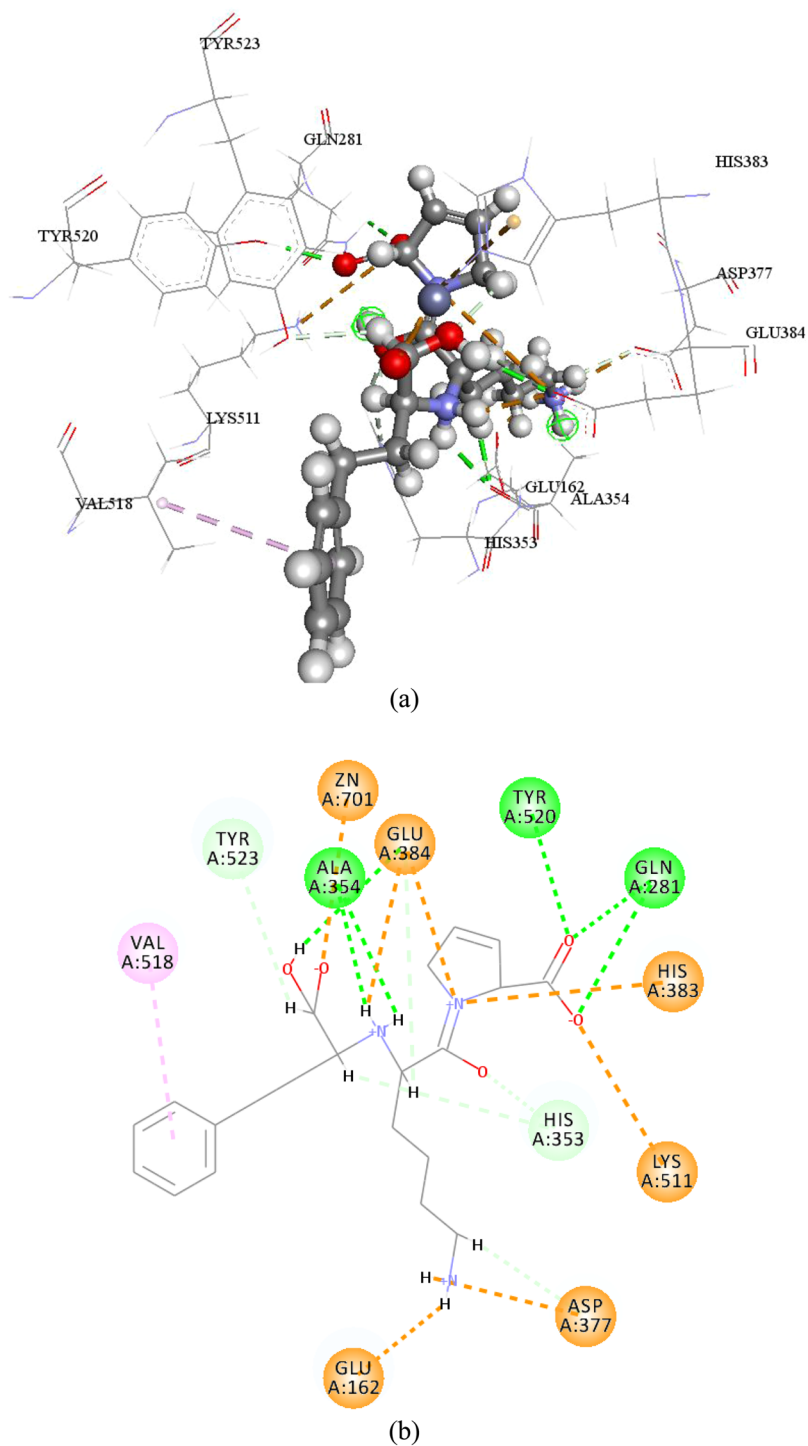 TYR523
GLN281
HIS383
TYR520
ASP377
GLU384
LYS511
GLU162
ALA354
VAL518
HIS353
(a)
ZN
A:701
TYR
A:520
TYR
A:523
GLU
A:384
ALA
A:354
GLN
A:281
VAL
A:518
H
O
-O
O
HIS
A:383
H
H
H
+N
-O
+N
H
H
O
HIS
A:353
LYS
A:511
H
H
+N
H
ASP
A:377
GLU
A:162
(b)